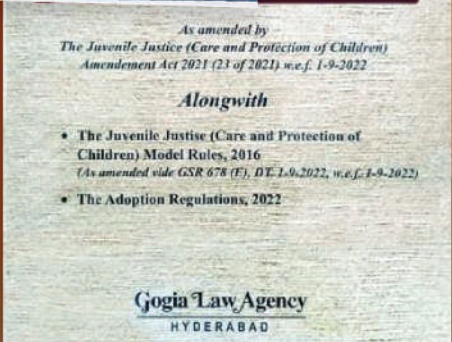 As amended by
The Juvenile Justice (Care and Protection of Children)
Amendement Act 2021 (23 of 2021) w.e.f. 1-9-2022
Alongwith
• The Juvenile Justise (Care and Protection of
Children) Model Rules, 2016
(As amended vide GSR 678 (E), DT. 1-9-2022, w.e.f. 1-9-2022)
• The Adoption Regulations, 2022
Gogia Law Agency
HYDERABAD